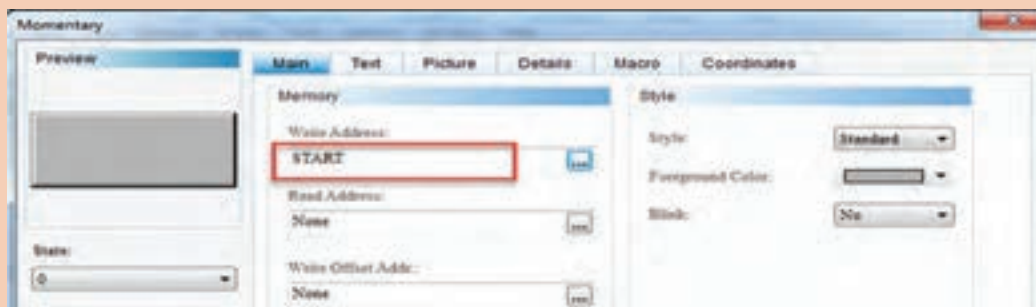 Momentary
Preview
Main Text Picture Details Macro Coordinates
Memory
Style
Write Address:
START
...
Style:
Standard
Foreground Color:
Read Address:
None
...
Blink:
No
State:
0
Write Offset Addr.:
None
...